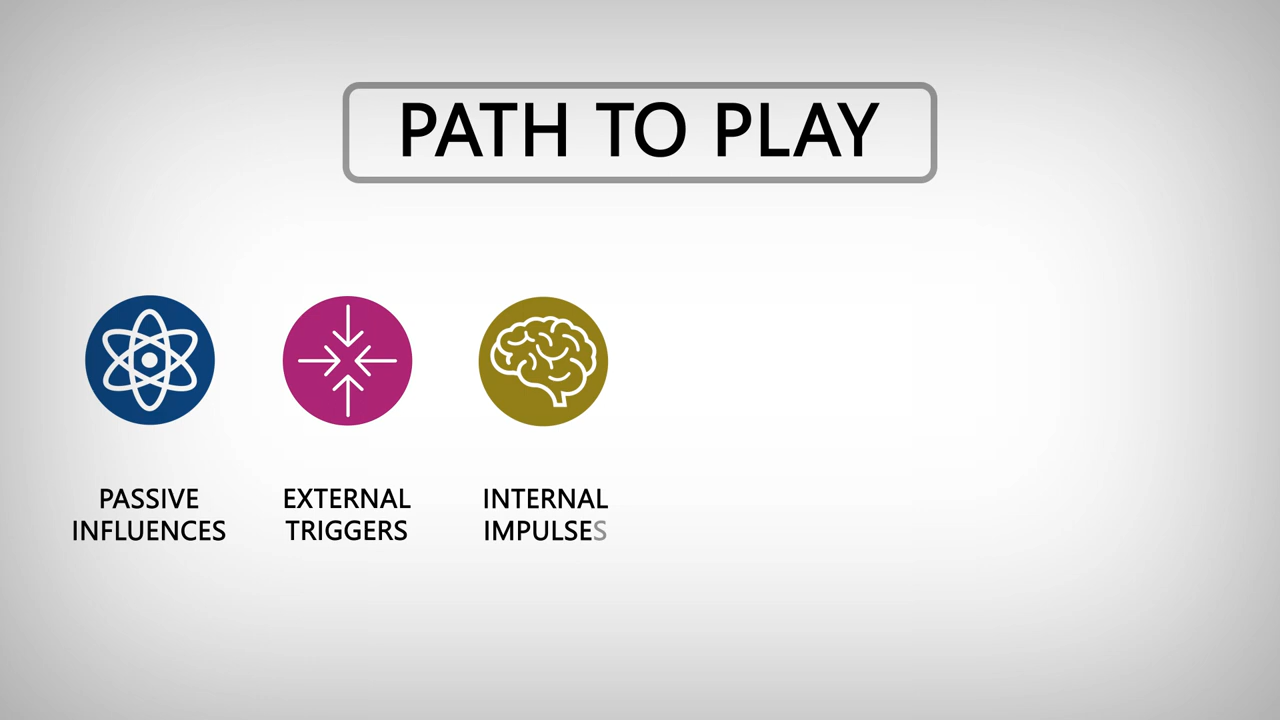 PATH TO PLAY
PASSIVE
INFLUENCES
EXTERNAL
TRIGGERS
INTERNAL
IMPULSES